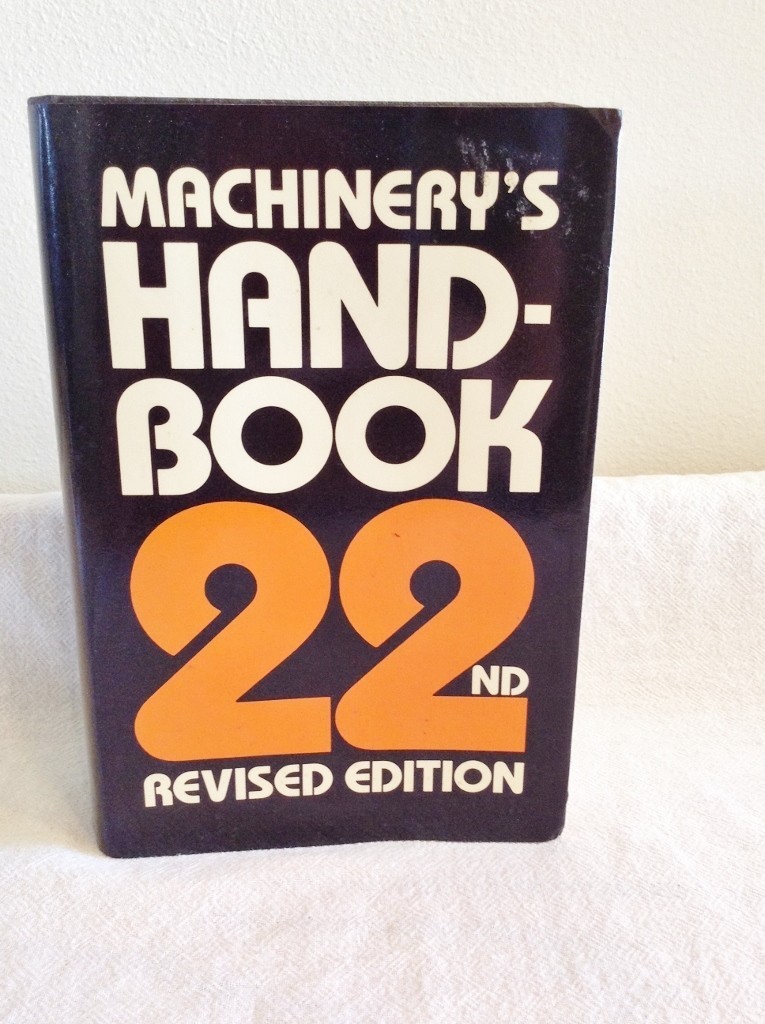 MACHINERY'S
HAND-
BOOK
22ND
REVISED EDITION